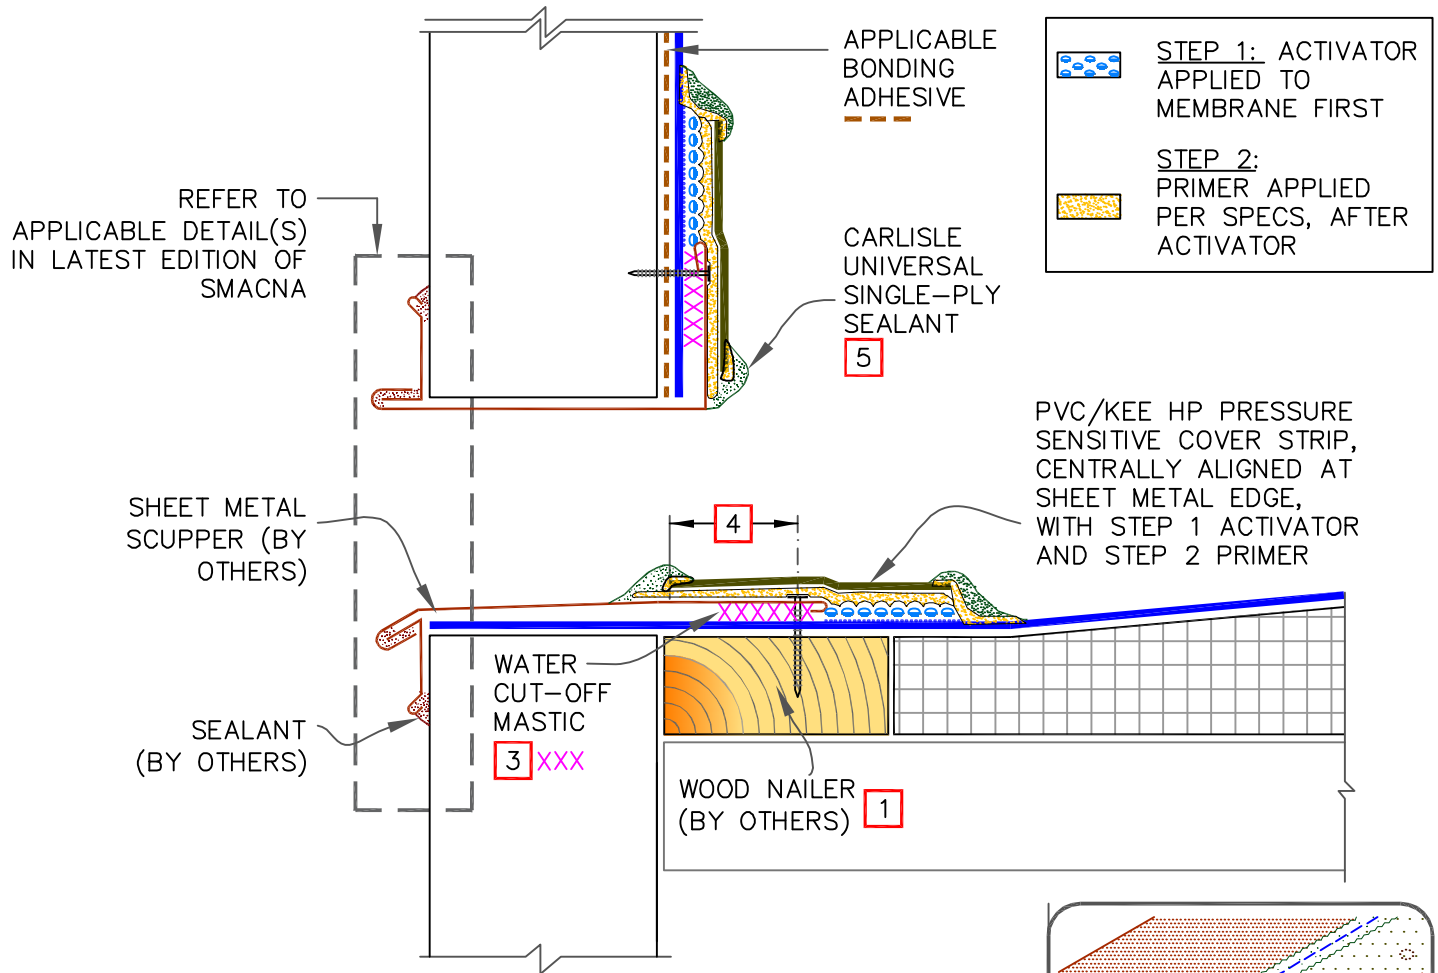 APPLICABLE
BONDING
ADHESIVE
STEP 1: ACTIVATOR
APPLIED TO
MEMBRANE FIRST
STEP 2:
PRIMER APPLIED
PER SPECS, AFTER
ACTIVATOR
REFER TO
APPLICABLE DETAIL(S)
IN LATEST EDITION OF
SMACNA
CARLISLE
UNIVERSAL
SINGLE-PLY
SEALANT
5
PVC/KEE HP PRESSURE
SENSITIVE COVER STRIP,
CENTRALLY ALIGNED AT
SHEET METAL EDGE,
WITH STEP 1 ACTIVATOR
AND STEP 2 PRIMER
4
SHEET METAL
SCUPPER (BY
OTHERS)
WATER
CUT-OFF
MASTIC
3 XXX
SEALANT
(BY OTHERS)
WOOD NAILER
(BY OTHERS)
1